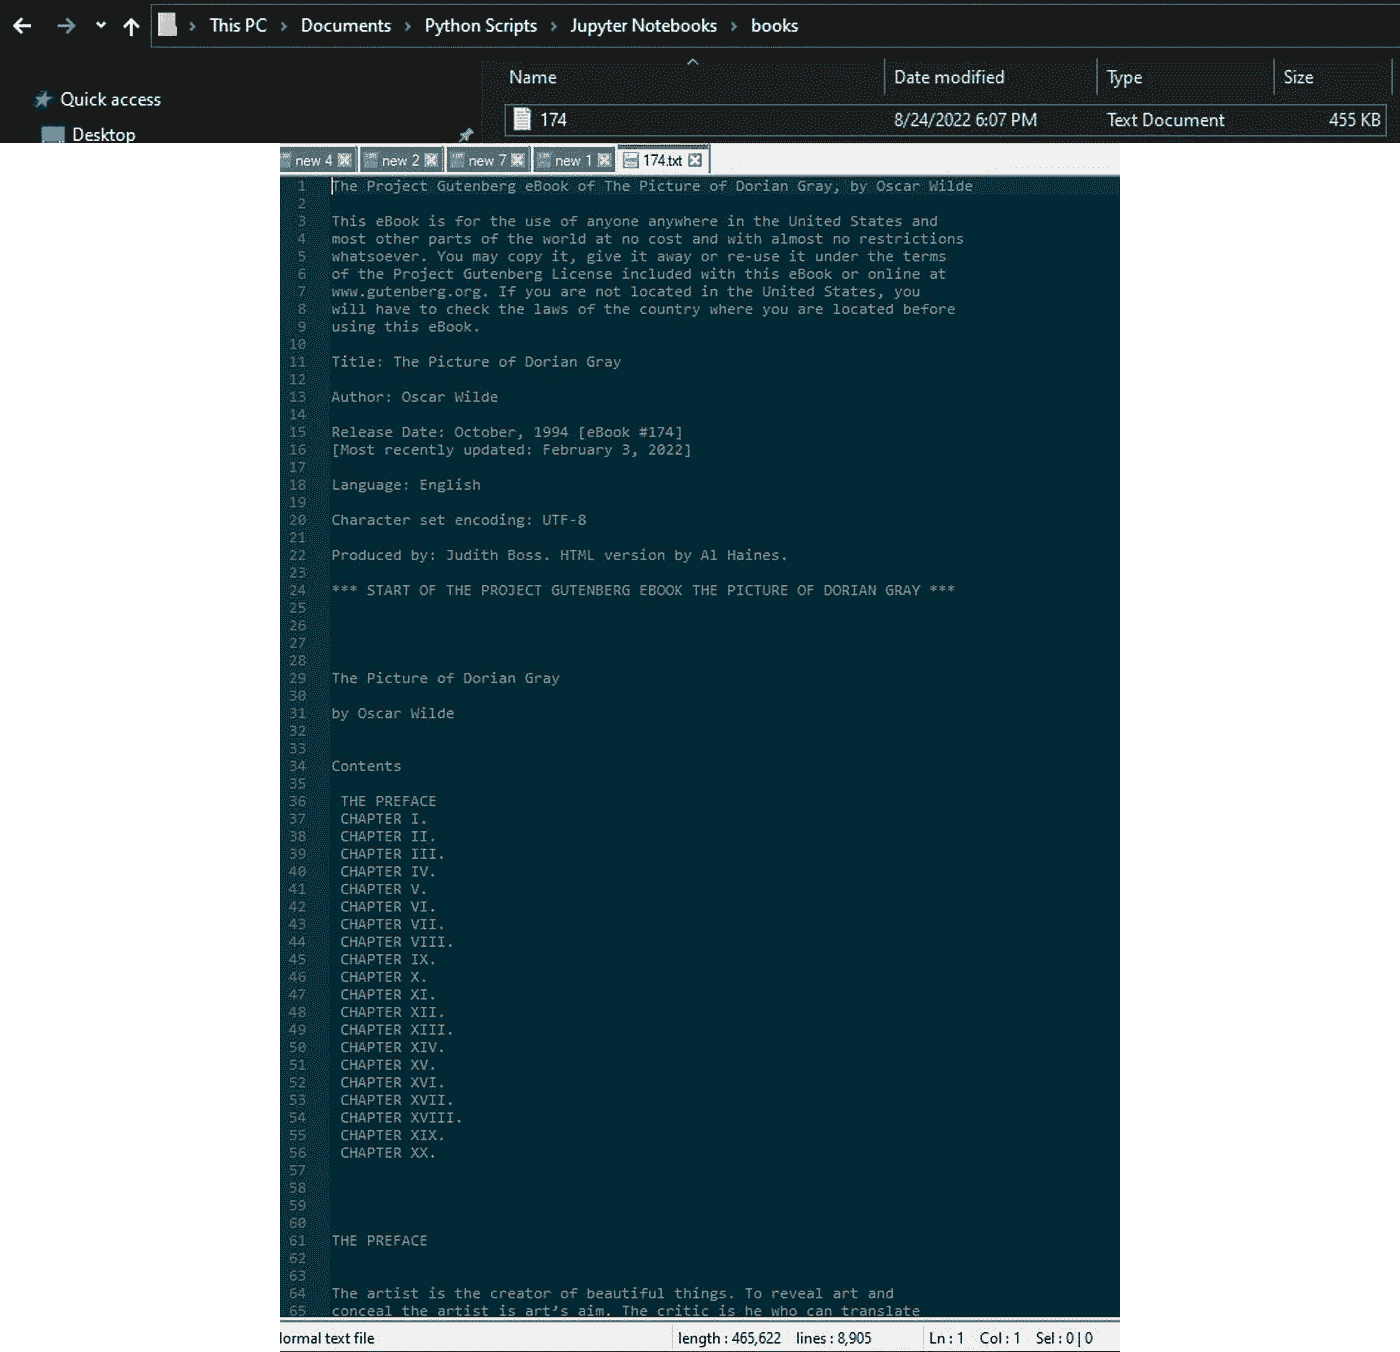 This PC > Documents > Python Scripts > Jupyter Notebooks > books
Name Date modified Type Size
Quick access
174 8/24/2022 6:07 PM Text Document 455 KB
Desktop
new 4 new 2 new 7 new 1 174.txt
1 The Project Gutenberg eBook of The Picture of Dorian Gray, by Oscar Wilde
2
3 This eBook is for the use of anyone anywhere in the United States and
4 most other parts of the world at no cost and with almost no restrictions
5 whatsoever. You may copy it, give it away or re-use it under the terms
6 of the Project Gutenberg License included with this eBook or online at
7 www.gutenberg.org. If you are not located in the United States, you
8 will have to check the laws of the country where you are located before
9 using this eBook.
10
11 Title: The Picture of Dorian Gray
12
13 Author: Oscar Wilde
14
15 Release Date: October, 1994 [eBook #174]
16 [Most recently updated: February 3, 2022]
17
18 Language: English
19
20 Character set encoding: UTF-8
21
22 Produced by: Judith Boss. HTML version by Al Haines.
23
24 *** START OF THE PROJECT GUTENBERG EBOOK THE PICTURE OF DORIAN GRAY ***
25
26
27
28
29 The Picture of Dorian Gray
30
31 by Oscar Wilde
32
33
34 Contents
35
36 THE PREFACE
37 CHAPTER I.
38 CHAPTER II.
39 CHAPTER III.
40 CHAPTER IV.
41 CHAPTER V.
42 CHAPTER VI.
43 CHAPTER VII.
44 CHAPTER VIII.
45 CHAPTER IX.
46 CHAPTER X.
47 CHAPTER XI.
48 CHAPTER XII.
49 CHAPTER XIII.
50 CHAPTER XIV.
51 CHAPTER XV.
52 CHAPTER XVI.
53 CHAPTER XVII.
54 CHAPTER XVIII.
55 CHAPTER XIX.
56 CHAPTER XX.
57
58
59
60
61 THE PREFACE
62
63
64 The artist is the creator of beautiful things. To reveal art and
65 conceal the artist is art’s aim. The critic is he who can translate
lormal text file length : 465,622 lines : 8,905 Ln : 1 Col : 1 Sel : 0 | 0